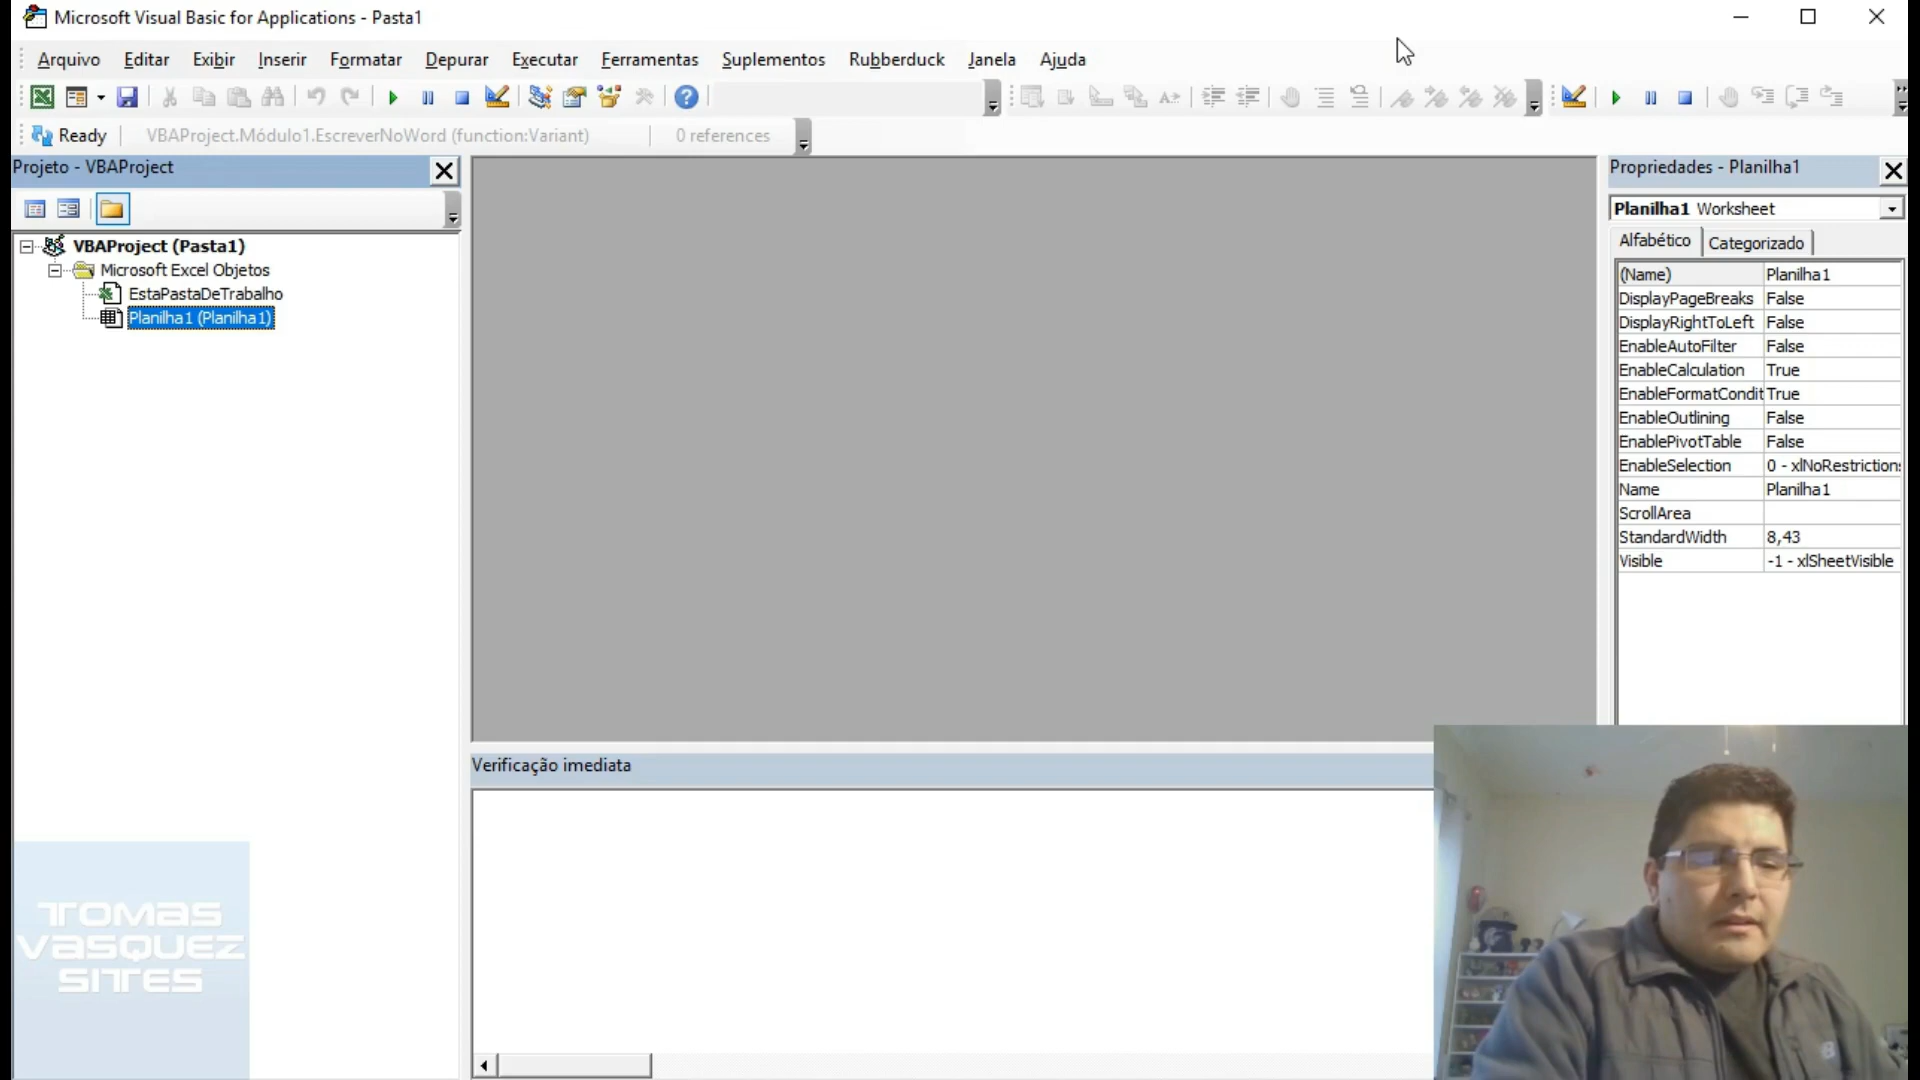 Microsoft Visual Basic for Applications - Pasta1
Arquivo Editar Exibir Inserir Formatar Depurar Executar Ferramentas Suplementos Rubberduck Janela Ajuda
Ready VBAProject.Módulo1.EscreverNoWord (function:Variant) 0 references
Projeto - VBAProject
VBAProject (Pasta1)
Microsoft Excel Objetos
EstaPastaDeTrabalho
Planilha1 (Planilha1)
Verificação imediata
Propriedades - Planilha1
Planilha1 Worksheet
Alfabético Categorizado
(Name) Planilha1
DisplayPageBreaks False
DisplayRightToLeft False
EnableAutoFilter False
EnableCalculation True
EnableFormatCondit True
EnableOutlining False
EnablePivotTable False
EnableSelection 0 - xlNoRestriction
Name Planilha1
ScrollArea
StandardWidth 8,43
Visible -1 - xlSheetVisible
TOMAS
VASQUEZ
SITES